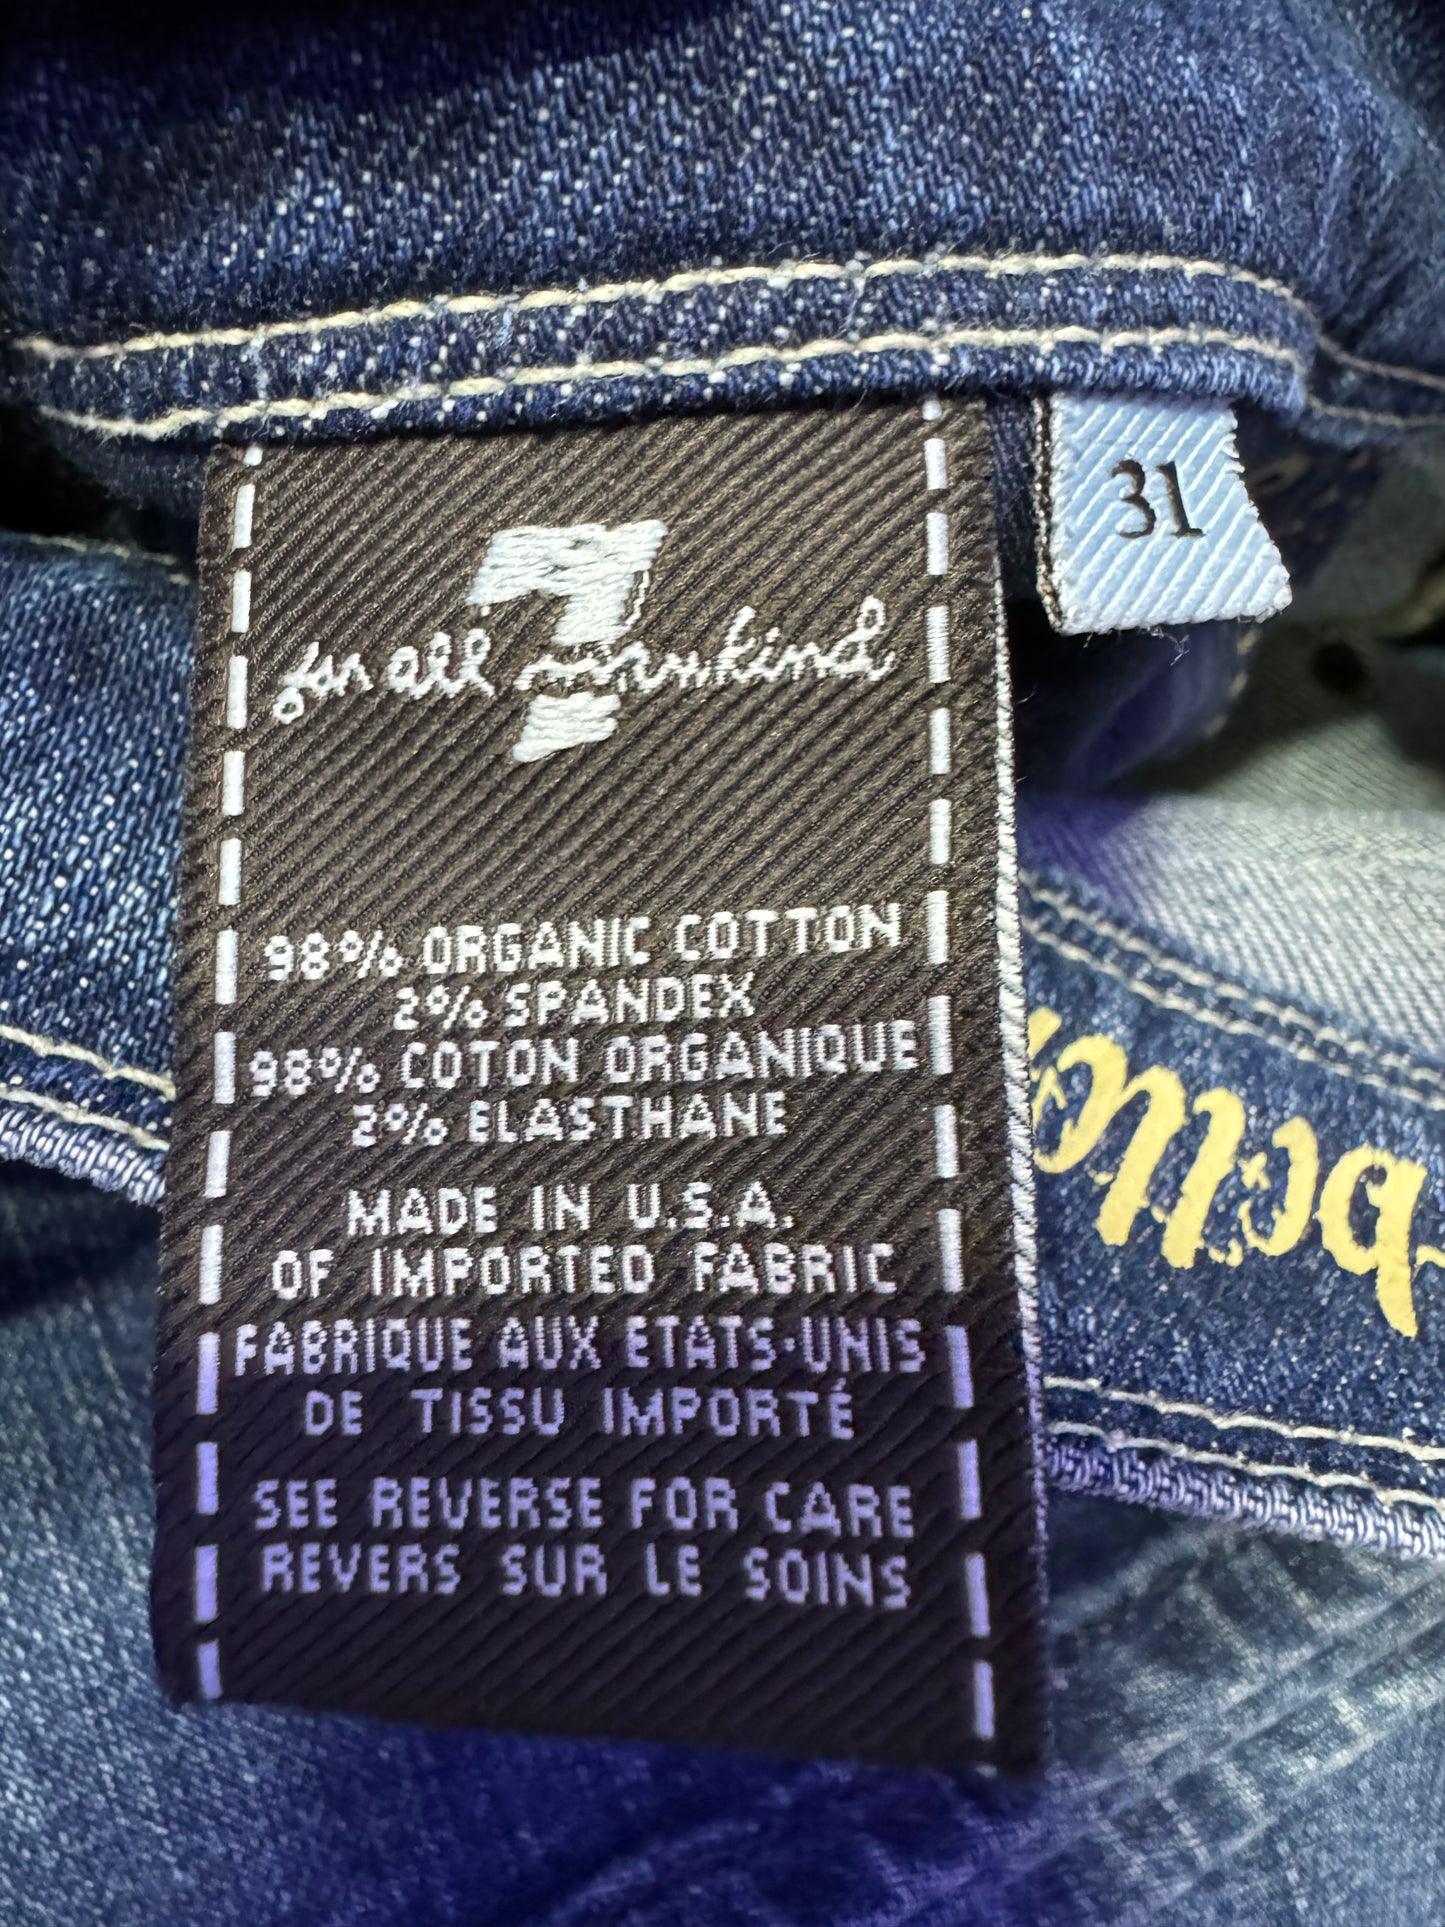 7
for all mankind
31
98% ORGANIC COTTON
2% SPANDEX
98% COTON ORGANIQUE
2% ELASTHANE
MADE IN U.S.A.
OF IMPORTED FABRIC
FABRIQUE AUX ETATS-UNIS
DE TISSU IMPORTÉ
SEE REVERSE FOR CARE
REVERS SUR LE SOINS